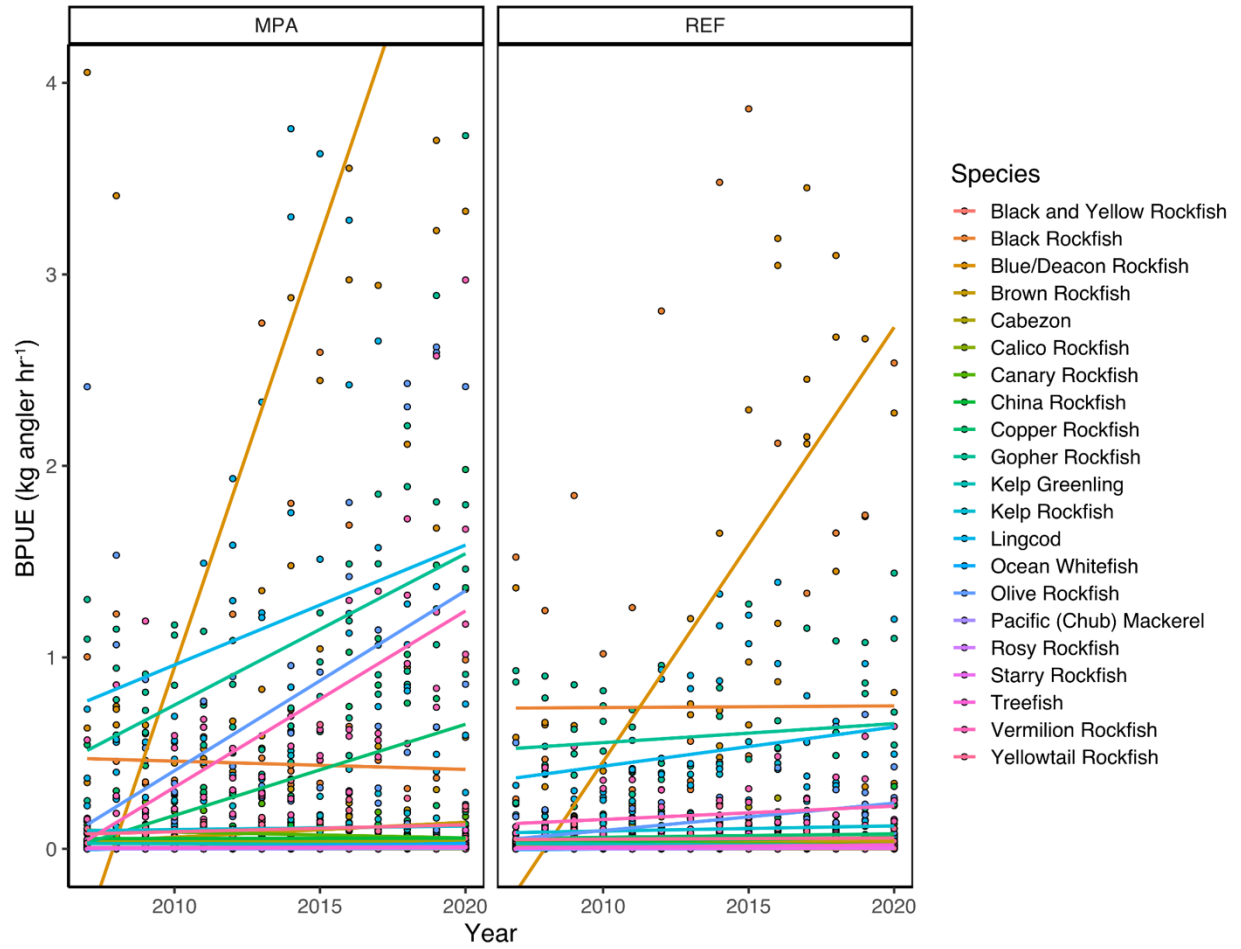 MPA
REF
4
3
2
1
0
BPUE (kg angler hr⁻¹)
2010
2015
2020
2010
2015
2020
Year
Species
Black and Yellow Rockfish
Black Rockfish
Blue/Deacon Rockfish
Brown Rockfish
Cabezon
Calico Rockfish
Canary Rockfish
China Rockfish
Copper Rockfish
Gopher Rockfish
Kelp Greenling
Kelp Rockfish
Lingcod
Ocean Whitefish
Olive Rockfish
Pacific (Chub) Mackerel
Rosy Rockfish
Starry Rockfish
Treefish
Vermilion Rockfish
Yellowtail Rockfish